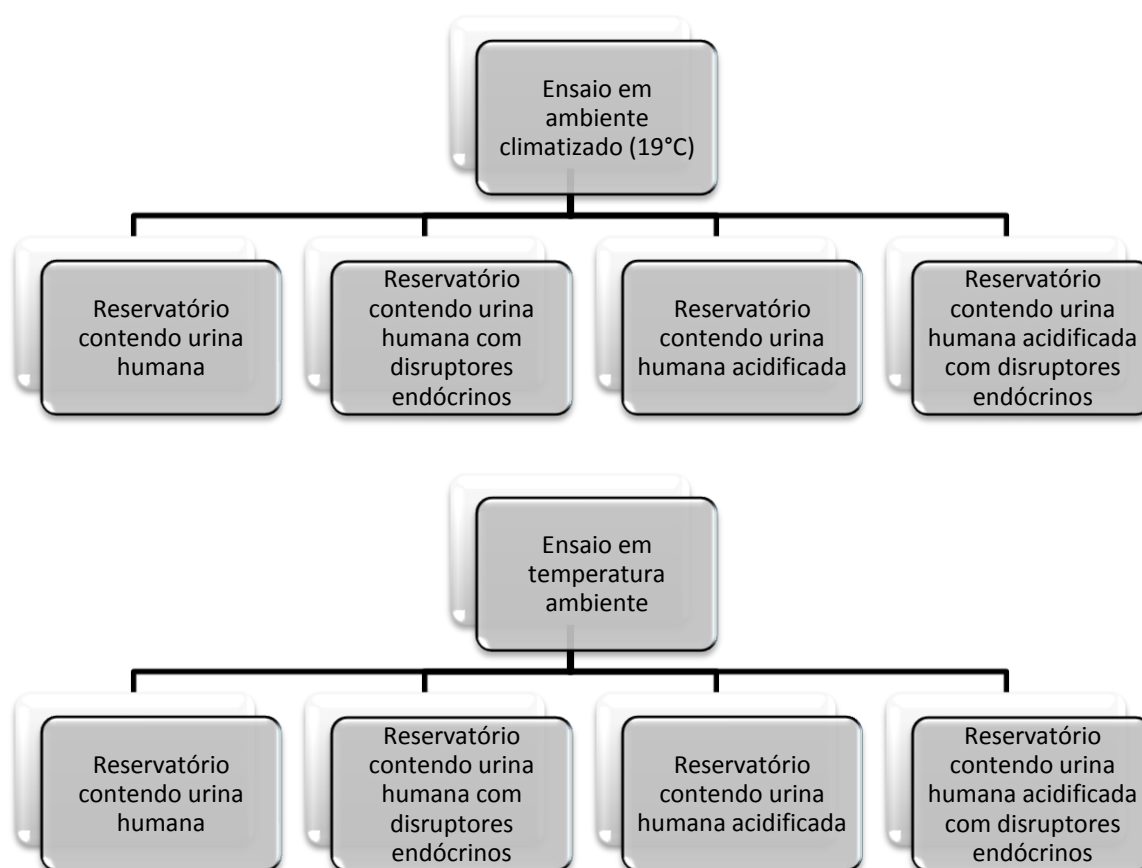 Ensaio em
ambiente
climatizado (19°C)
Reservatório
contendo urina
humana
Reservatório
contendo urina
humana com
disruptores
endócrinos
Reservatório
contendo urina
humana acidificada
Reservatório
contendo urina
humana acidificada
com disruptores
endócrinos
Ensaio em
temperatura
ambiente
Reservatório
contendo urina
humana
Reservatório
contendo urina
humana com
disruptores
endócrinos
Reservatório
contendo urina
humana acidificada
Reservatório
contendo urina
humana acidificada
com disruptores
endócrinos